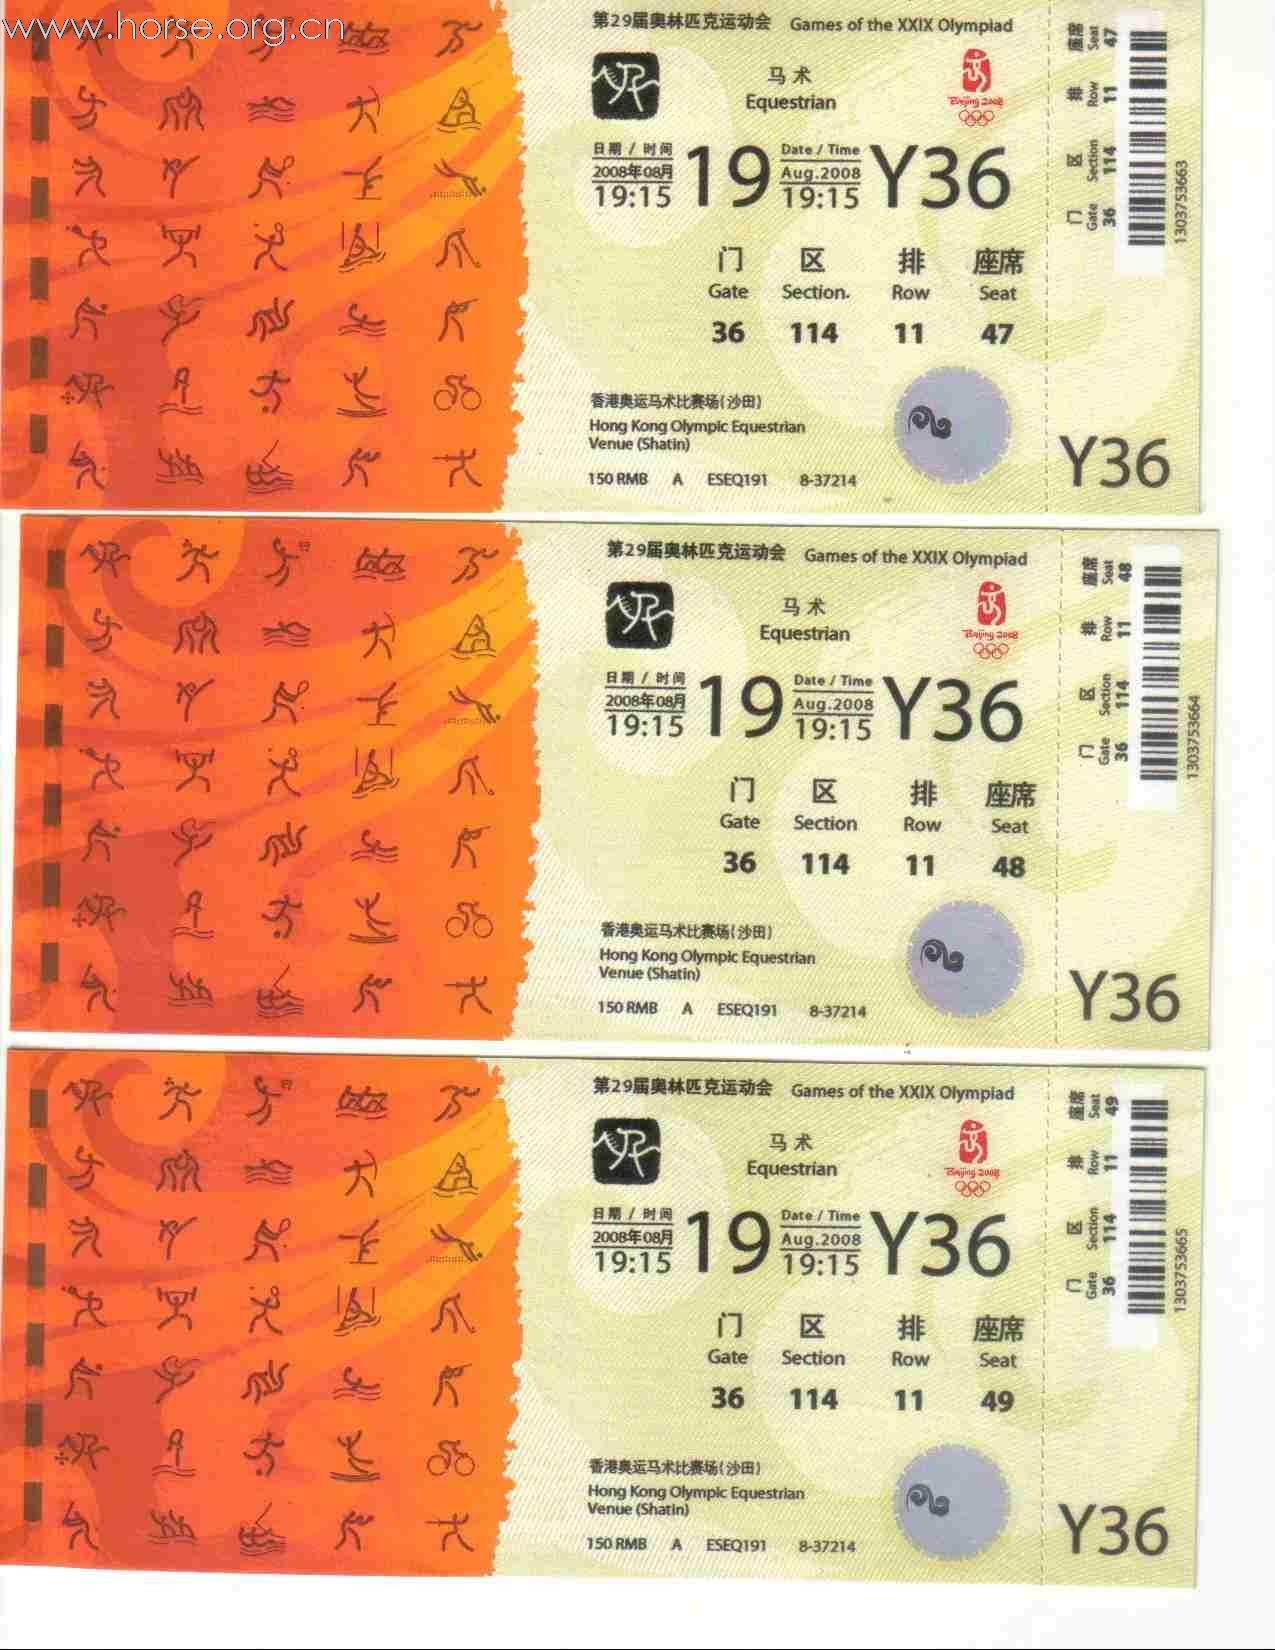 www.horse.org.cn
第29届奥林匹克运动会 Games of the XXIX Olympiad
马术
Equestrian
Beijing 2008
日期 / 时间
2008年08月
19:15
19
Date / Time
Aug.2008
19:15
Y36
门 区 排 座席
Gate Section Row Seat
36 114 11 47
香港奥运马术比赛场(沙田)
Hong Kong Olympic Equestrian
Venue (Shatin)
150 RMB A ESEQ191 8-37214
门 区 排 座席
Gate Section Row Seat
36 114 11 47
1303753663
Y36
第29届奥林匹克运动会 Games of the XXIX Olympiad
马术
Equestrian
Beijing 2008
日期 / 时间
2008年08月
19:15
19
Date / Time
Aug.2008
19:15
Y36
门 区 排 座席
Gate Section Row Seat
36 114 11 48
香港奥运马术比赛场(沙田)
Hong Kong Olympic Equestrian
Venue (Shatin)
150 RMB A ESEQ191 8-37214
门 区 排 座席
Gate Section Row Seat
36 114 11 48
1303753664
Y36
第29届奥林匹克运动会 Games of the XXIX Olympiad
马术
Equestrian
Beijing 2008
日期 / 时间
2008年08月
19:15
19
Date / Time
Aug.2008
19:15
Y36
门 区 排 座席
Gate Section Row Seat
36 114 11 49
香港奥运马术比赛场(沙田)
Hong Kong Olympic Equestrian
Venue (Shatin)
150 RMB A ESEQ191 8-37214
门 区 排 座席
Gate Section Row Seat
36 114 11 49
1303753665
Y36